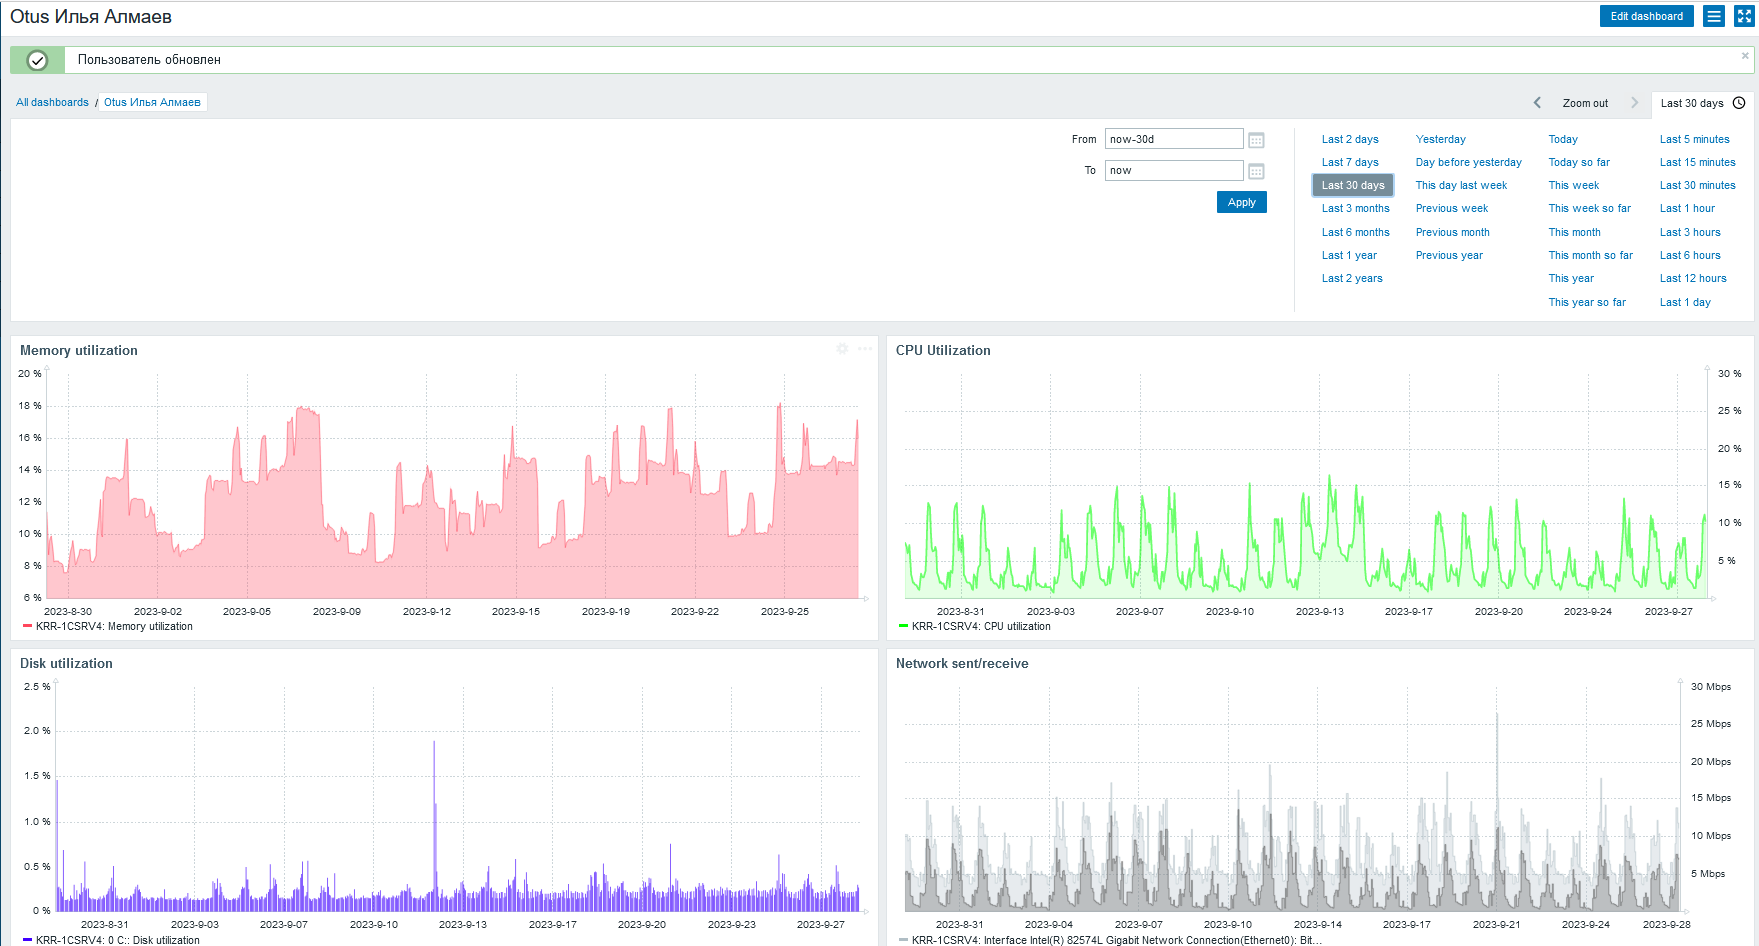 Otus Илья Алмаев
Edit dashboard
Пользователь обновлен
All dashboards / Otus Илья Алмаев
Zoom out
Last 30 days
From now-30d
To now
Apply
Last 2 days Yesterday Today Last 5 minutes
Last 7 days Day before yesterday Today so far Last 15 minutes
Last 30 days This day last week This week Last 30 minutes
Last 3 months Previous week This week so far Last 1 hour
Last 6 months Previous month This month Last 3 hours
Last 1 year Previous year This month so far Last 6 hours
Last 2 years This year Last 12 hours
This year so far Last 1 day
Memory utilization
20 %
18 %
16 %
14 %
12 %
10 %
8 %
6 %
2023-8-30 2023-9-02 2023-9-05 2023-9-09 2023-9-12 2023-9-15 2023-9-19 2023-9-22 2023-9-25
KRR-1CSRV4: Memory utilization
CPU Utilization
30 %
25 %
20 %
15 %
10 %
5 %
2023-8-31 2023-9-03 2023-9-07 2023-9-10 2023-9-13 2023-9-17 2023-9-20 2023-9-24 2023-9-27
KRR-1CSRV4: CPU utilization
Disk utilization
2.5 %
2.0 %
1.5 %
1.0 %
0.5 %
0 %
2023-8-31 2023-9-03 2023-9-07 2023-9-10 2023-9-13 2023-9-17 2023-9-20 2023-9-23 2023-9-27
KRR-1CSRV4: 0 C:: Disk utilization
Network sent/receive
30 Mbps
25 Mbps
20 Mbps
15 Mbps
10 Mbps
5 Mbps
2023-8-31 2023-9-04 2023-9-07 2023-9-10 2023-9-14 2023-9-17 2023-9-21 2023-9-24 2023-9-28
KRR-1CSRV4: Interface Intel(R) 82574L Gigabit Network Connection(Ethernet0): Bit...